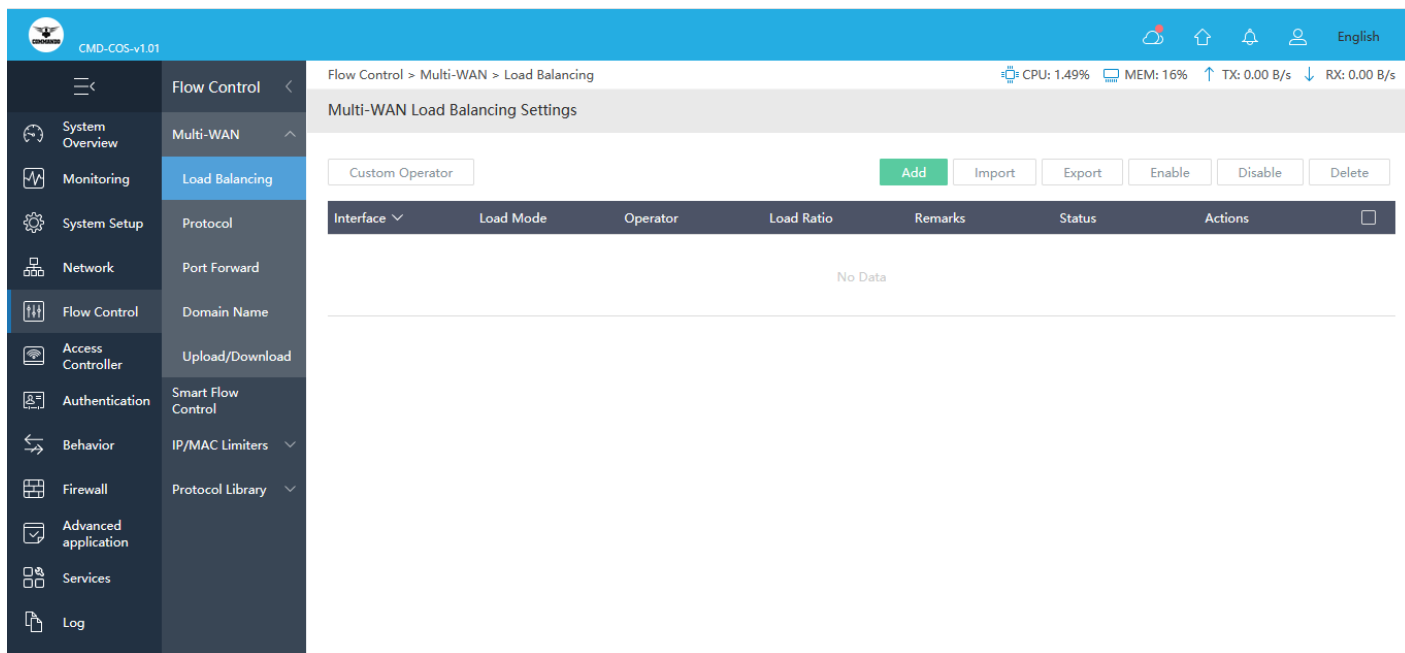 COMMANDO
CMD-COS-v1.01
English
Flow Control > Multi-WAN > Load Balancing
CPU: 1.49% MEM: 16% TX: 0.00 B/s RX: 0.00 B/s
Multi-WAN Load Balancing Settings
System
Overview
Monitoring
System Setup
Network
Flow Control
Access
Controller
Authentication
Behavior
Firewall
Advanced
application
Services
Log
Flow Control
Multi-WAN
Load Balancing
Protocol
Port Forward
Domain Name
Upload/Download
Smart Flow
Control
IP/MAC Limiters
Protocol Library
Custom Operator Add Import Export Enable Disable Delete
Interface Load Mode Operator Load Ratio Remarks Status Actions
No Data